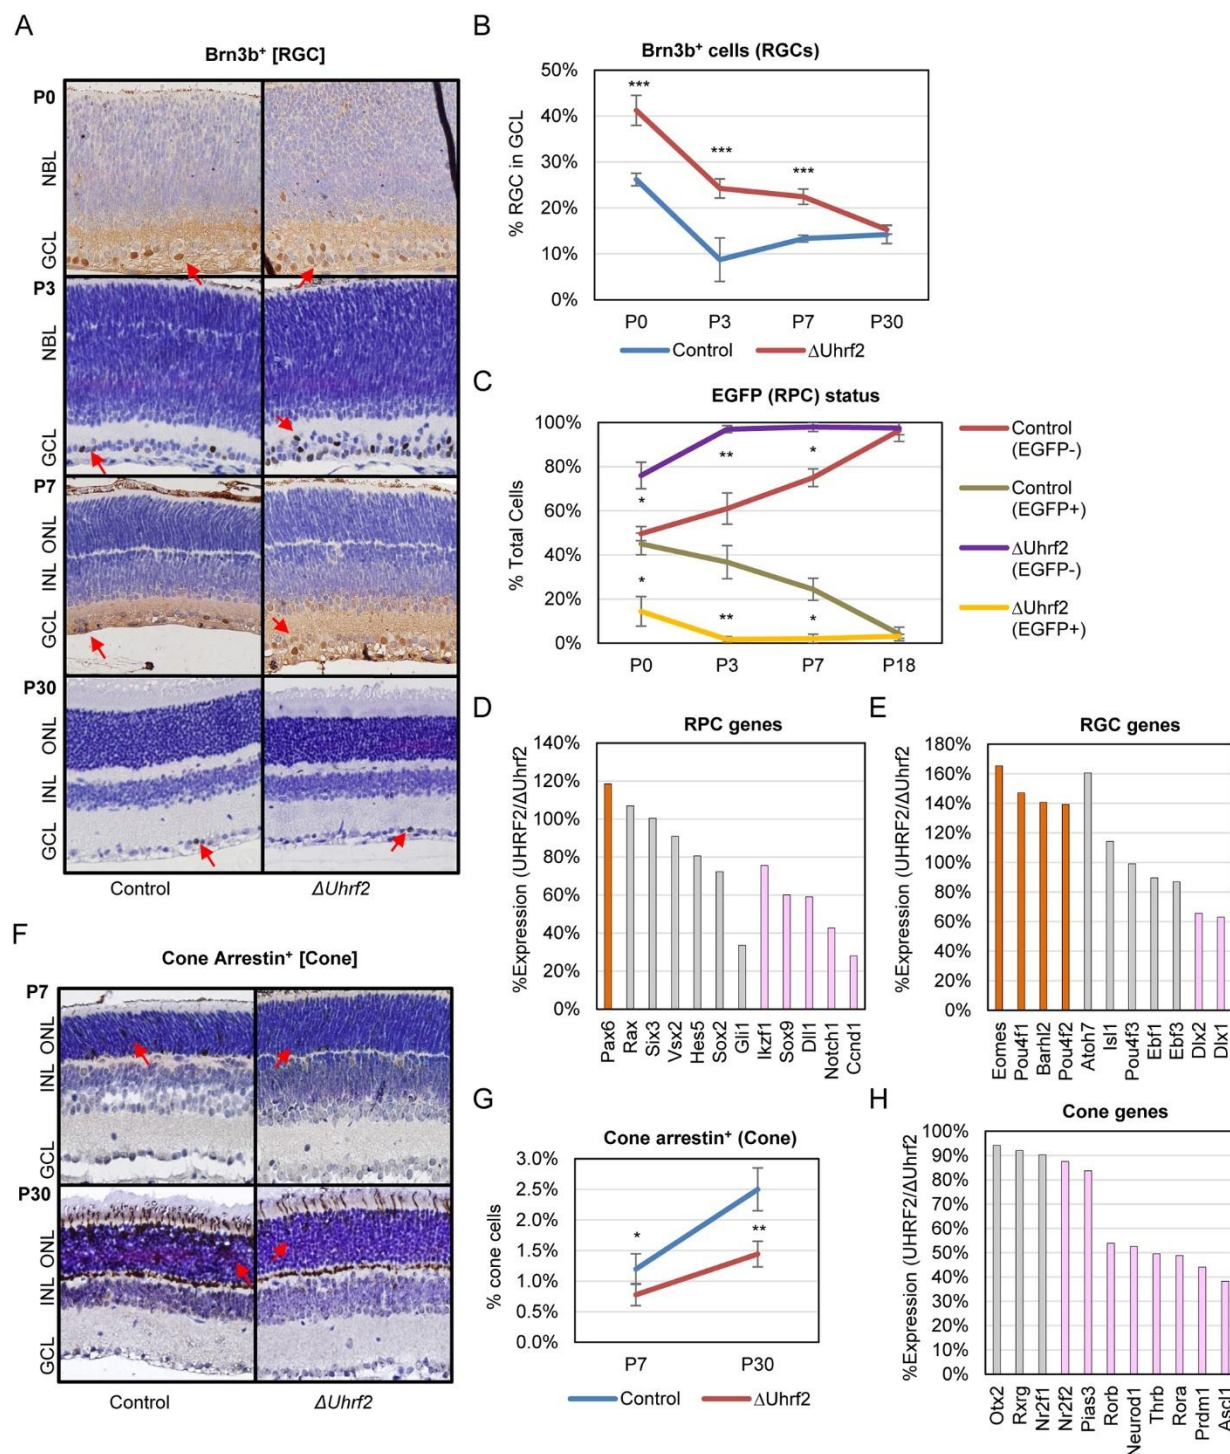 A
Brn3b⁺ [RGC]
P0
NBL
GCL
P3
NBL
GCL
P7
ONL
INL
GCL
P30
ONL
INL
GCL
Control
ΔUhrf2
B
Brn3b⁺ cells (RGCs)
% RGC in GCL
50%
***
40%
***
***
30%
20%
10%
0%
P0 P3 P7 P30
Control ΔUhrf2
C
EGFP (RPC) status
% Total Cells
100%
** *
80%
*
60%
40%
*
20%
** *
0%
P0 P3 P7 P18
Control
(EGFP-)
Control
(EGFP+)
ΔUhrf2
(EGFP-)
ΔUhrf2
(EGFP+)
D
RPC genes
%Expression (UHRF2/ΔUhrf2
140%
120%
100%
80%
60%
40%
20%
0%
Pax6
Rax
Six3
Vsx2
Hes5
Sox2
Gli1
Ikzf1
Sox9
Dll1
Notch1
Ccnd1
E
RGC genes
%Expression (UHRF2/ΔUhrf2
180%
160%
140%
120%
100%
80%
60%
40%
20%
0%
Eomes
Pou4f1
Barhl2
Pou4f2
Atoh7
Isl1
Pou4f3
Ebf1
Ebf3
Dlx2
Dlx1
F
Cone Arrestin⁺ [Cone]
P7
ONL
INL
GCL
P30
ONL
INL
GCL
Control
ΔUhrf2
G
Cone arrestin⁺ (Cone)
% cone cells
3.0%
2.5%
2.0%
* **
1.5%
1.0%
0.5%
0.0%
P7 P30
Control ΔUhrf2
H
Cone genes
%Expression (UHRF2/ΔUhrf2
100%
90%
80%
70%
60%
50%
40%
30%
20%
10%
0%
Otx2
Rxrg
Nr2f1
Nr2f2
Pias3
Rorb
Neurod1
Thrb
Rora
Prdm1
Ascl1